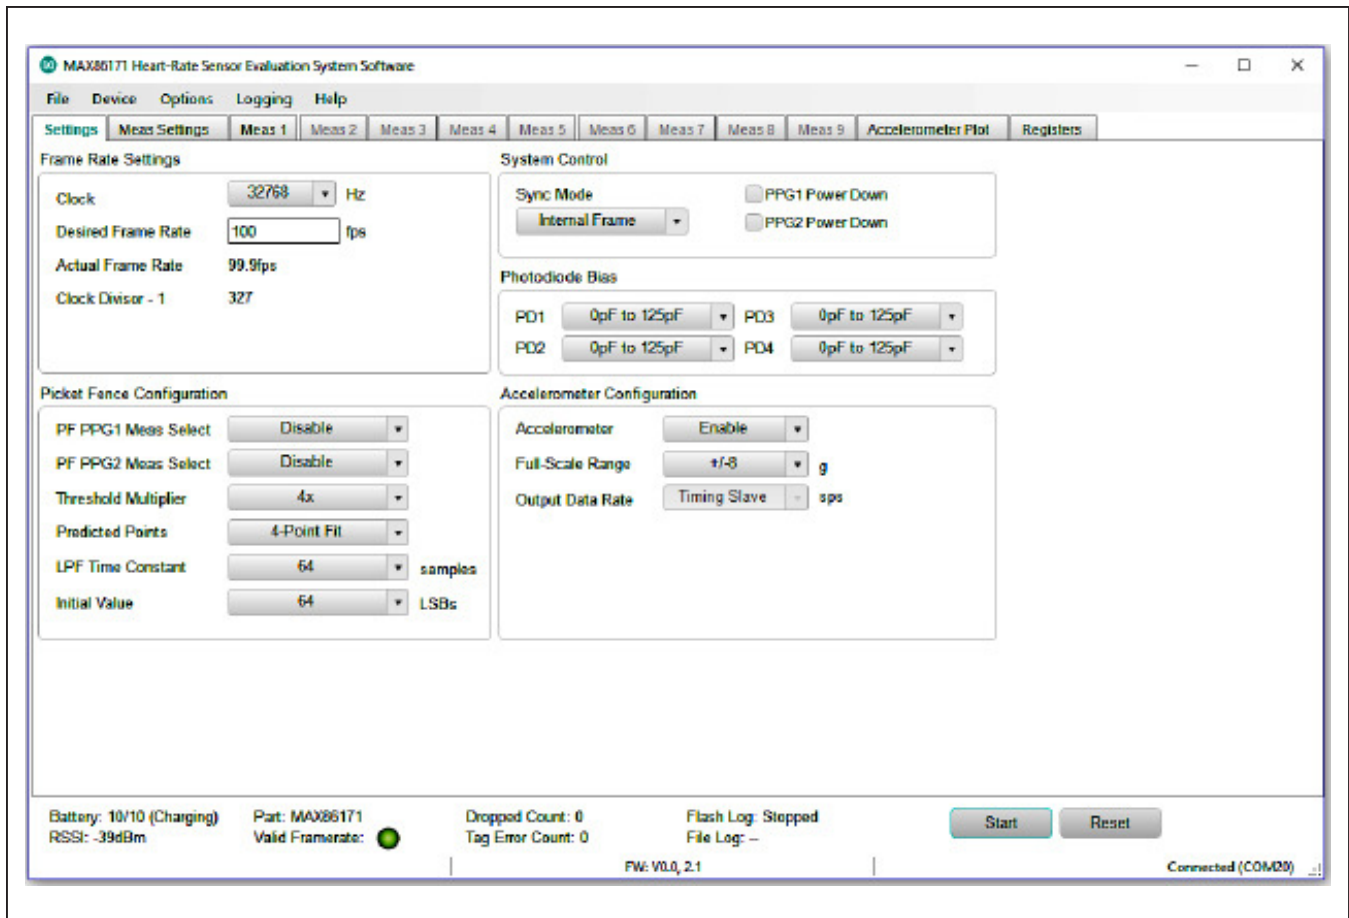 MAX86171 Heart-Rate Sensor Evaluation System Software
File Device Options Logging Help
Settings Meas Settings Meas 1 Meas 2 Meas 3 Meas 4 Meas 5 Meas 6 Meas 7 Meas 8 Meas 9 Accelerometer Plot Registers
Frame Rate Settings
Clock 32768 Hz
Desired Frame Rate 100 fps
Actual Frame Rate 99.9fps
Clock Divisor - 1 327
System Control
Sync Mode
Internal Frame
PPG1 Power Down
PPG2 Power Down
Photodiode Bias
PD1 0pF to 125pF PD3 0pF to 125pF
PD2 0pF to 125pF PD4 0pF to 125pF
Picket Fence Configuration
PF PPG1 Meas Select Disable
PF PPG2 Meas Select Disable
Threshold Multiplier 4x
Predicted Points 4-Point Fit
LPF Time Constant 64 samples
Initial Value 64 LSBs
Accelerometer Configuration
Accelerometer Enable
Full-Scale Range +/-8 g
Output Data Rate Timing Slave sps
Battery: 10/10 (Charging) Part: MAX86171 Dropped Count: 0 Flash Log: Stopped
RSSI: -39dBm Valid Framerate: Tag Error Count: 0 File Log: --
Start Reset
FW: V0.0, 2.1 Connected (COM20)